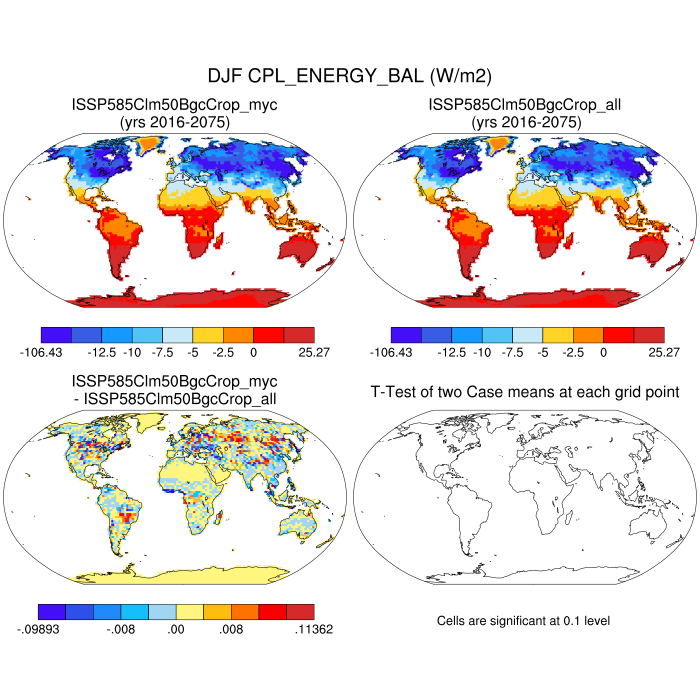 DJF CPL_ENERGY_BAL (W/m2)
ISSP585Clm50BgcCrop_myc
(yrs 2016-2075)
ISSP585Clm50BgcCrop_all
(yrs 2016-2075)
-106.43 -12.5 -10 -7.5 -5 -2.5 0 25.27
-106.43 -12.5 -10 -7.5 -5 -2.5 0 25.27
ISSP585Clm50BgcCrop_myc
- ISSP585Clm50BgcCrop_all
T-Test of two Case means at each grid point
-.09893 -.008 .00 .008 .11362
Cells are significant at 0.1 level